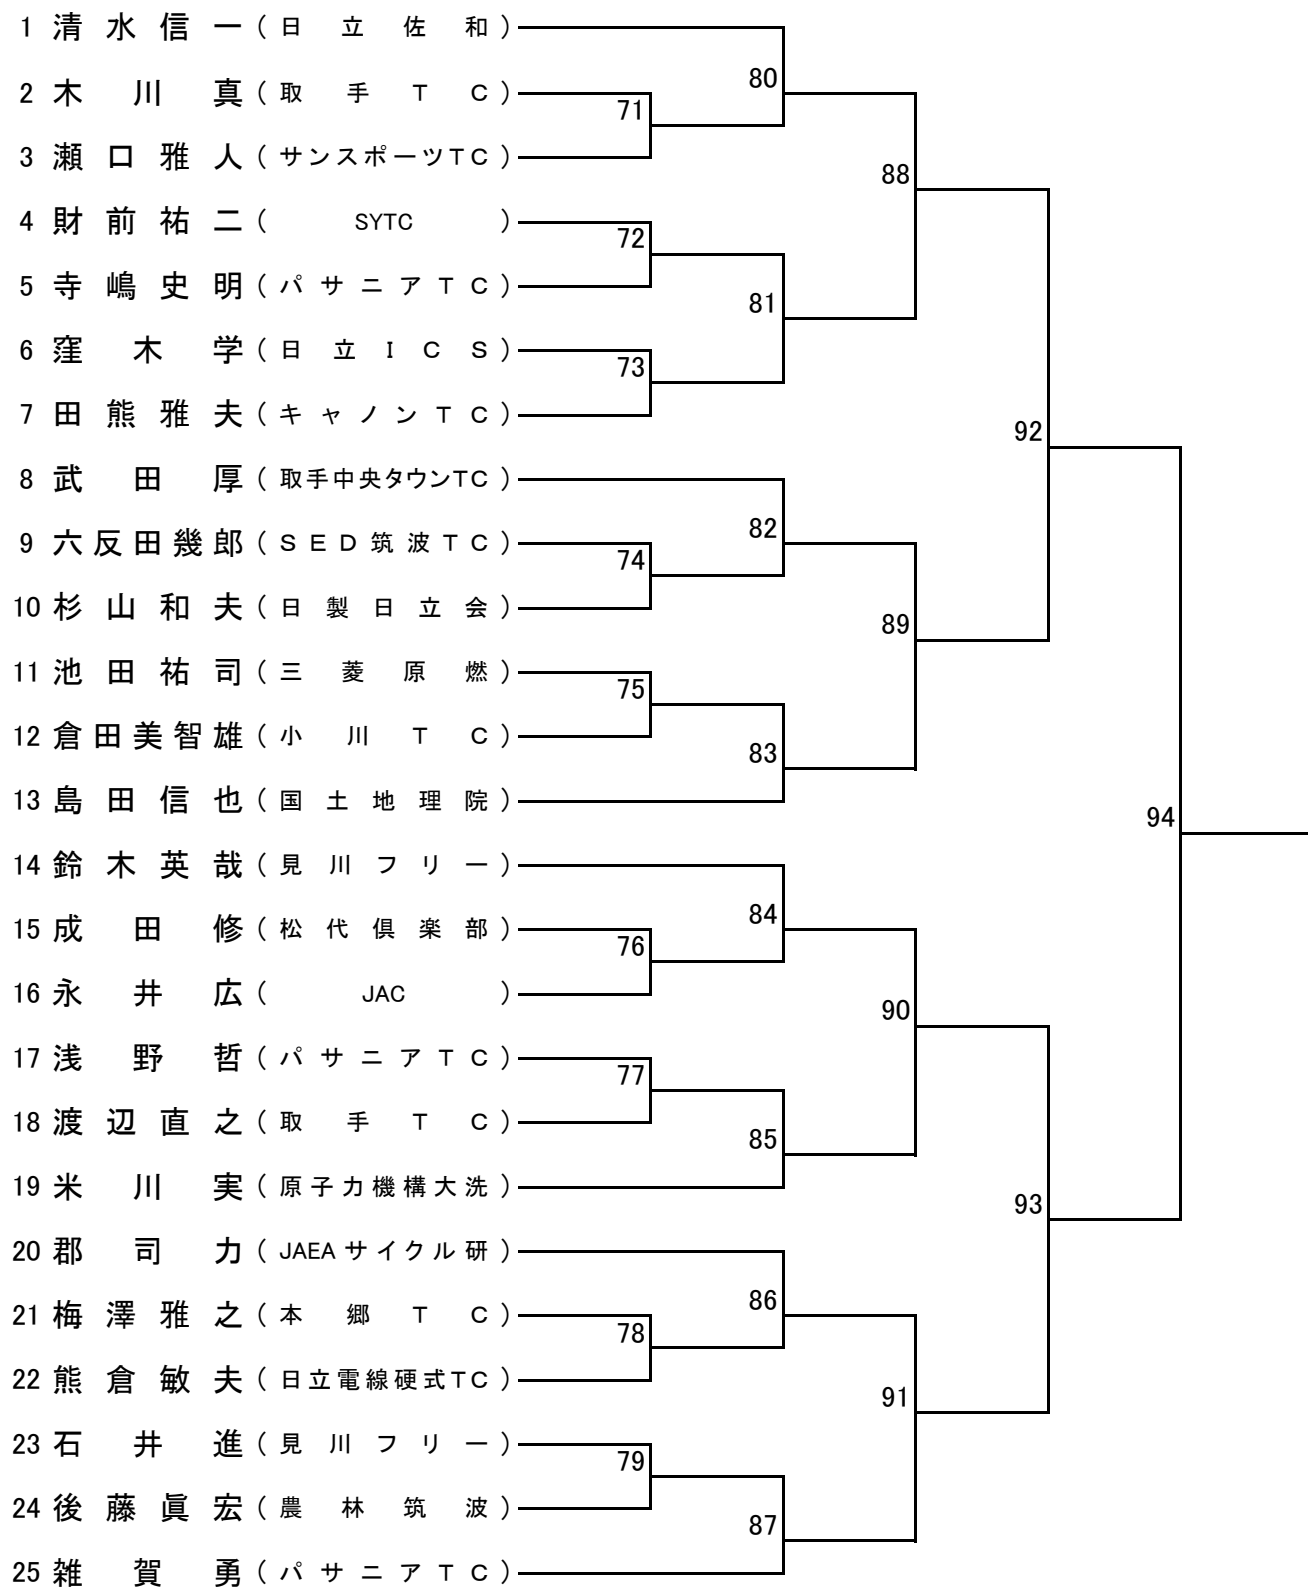 1 清水信一 (日立佐和)
80
2 木川真 (取手TC)
71
3 瀬口雅人 (サンスポーツTC)
88
4 財前祐二 (SYTC)
72
5 寺嶋史明 (パサニアTC)
81
6 窪木学 (日立ICS)
73
7 田熊雅夫 (キャノンTC)
92
8 武田厚 (取手中央タウンTC)
82
9 六反田幾郎 (SED筑波TC)
74
10 杉山和夫 (日製日立会)
89
11 池田祐司 (三菱原燃)
75
12 倉田美智雄 (小川TC)
83
13 島田信也 (国土地理院)
94
14 鈴木英哉 (見川フリー)
84
15 成田修 (松代倶楽部)
76
16 永井広 (JAC)
90
17 浅野哲 (パサニアTC)
77
18 渡辺直之 (取手TC)
85
19 米川実 (原子力機構大洗)
93
20 郡司力 (JAEAサイクル研)
86
21 梅澤雅之 (本郷TC)
78
22 熊倉敏夫 (日立電線硬式TC)
91
23 石井進 (見川フリー)
79
24 後藤眞宏 (農林筑波)
87
25 雑賀勇 (パサニアTC)